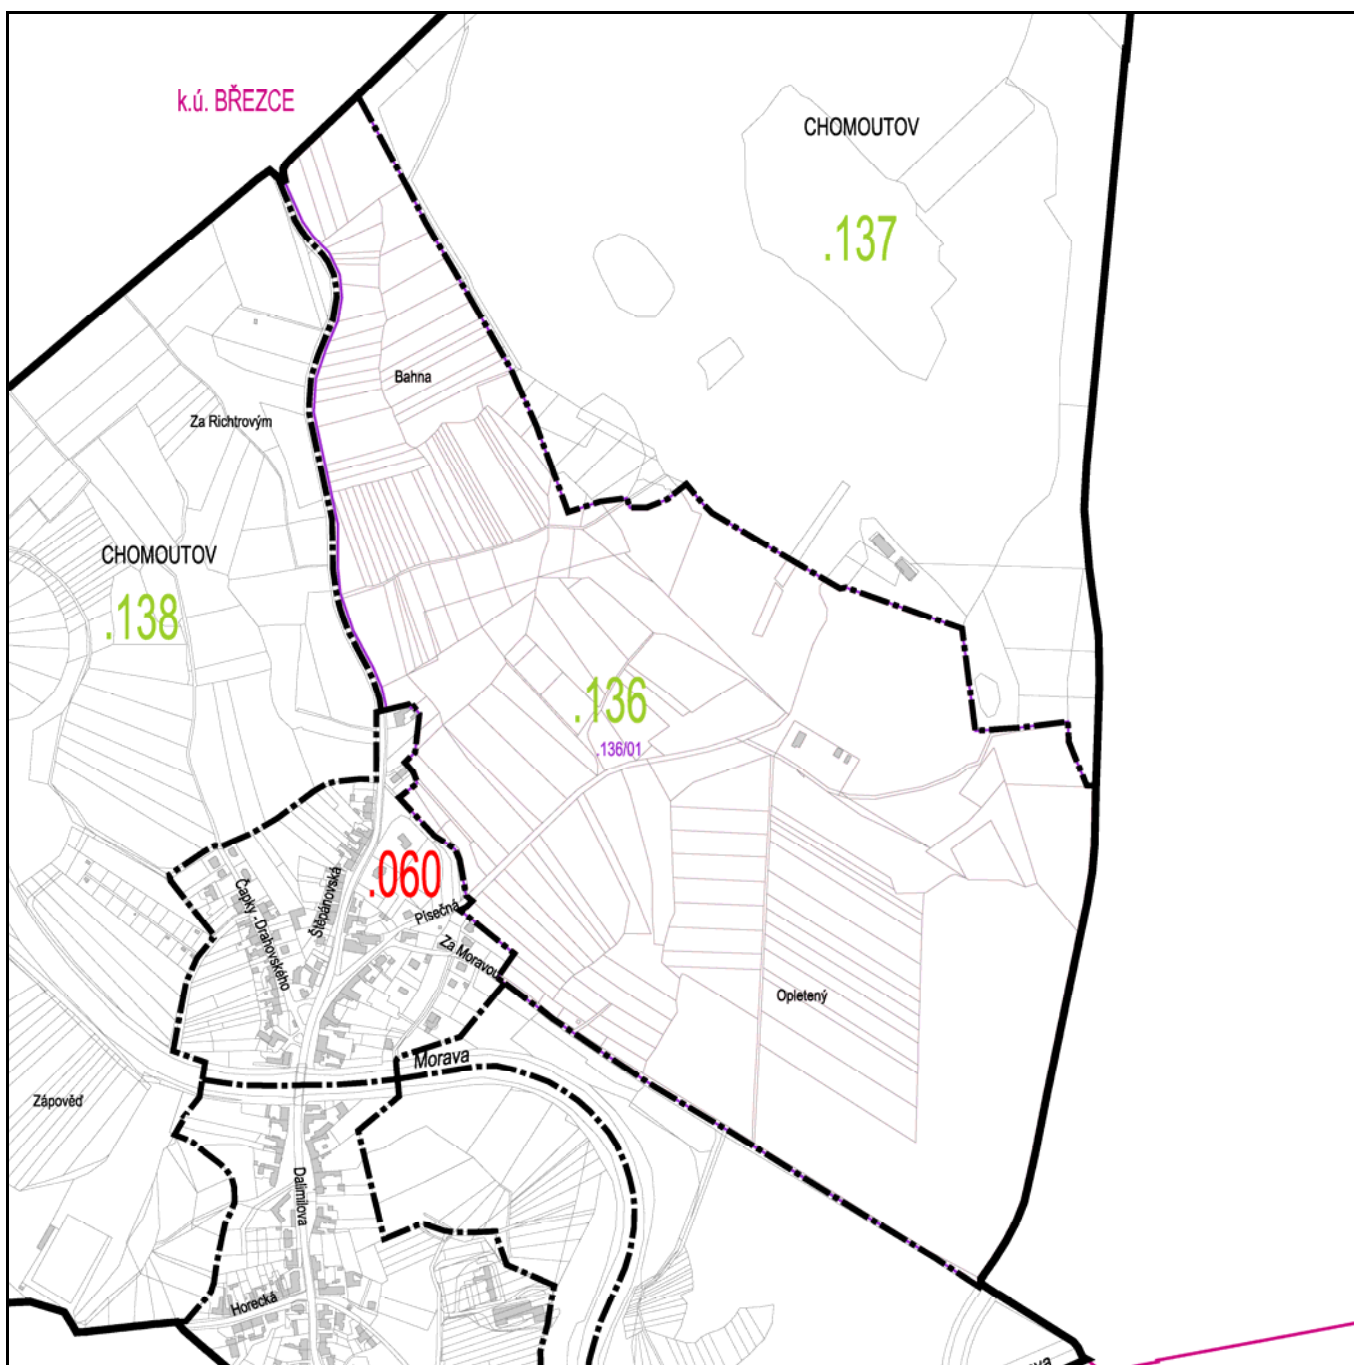 k.ú. BŘEZCE
CHOMOUTOV
.137
Bahna
Za Richtrovým
CHOMOUTOV
.138
.136
.136/01
.060
Štěpánovská
Čapky - Drahovského
Písečná
Za Moravou
Opletený
Morava
Zápověď
Dalimilova
Horecká